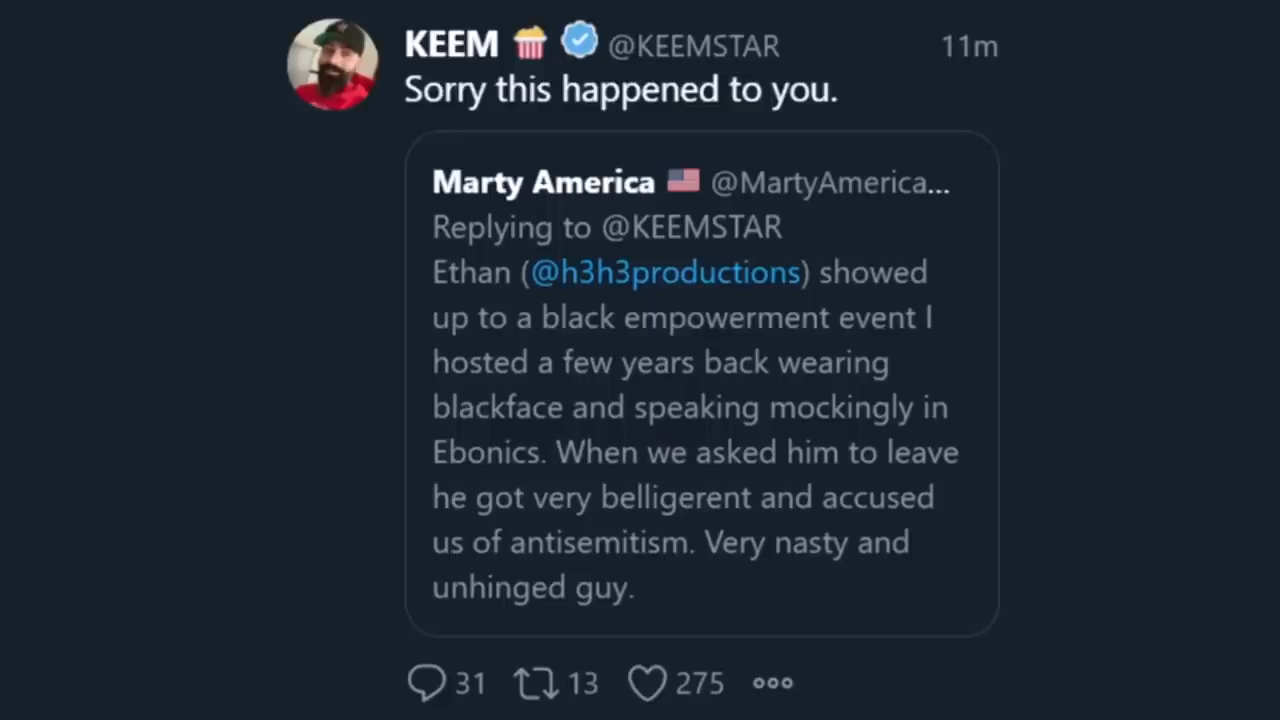 KEEM 🍿 @KEEMSTAR 11m
Sorry this happened to you.
Marty America 🇺🇸 @MartyAmerica...
Replying to @KEEMSTAR
Ethan (@h3h3productions) showed
up to a black empowerment event I
hosted a few years back wearing
blackface and speaking mockingly in
Ebonics. When we asked him to leave
he got very belligerent and accused
us of antisemitism. Very nasty and
unhinged guy.
31 13 275